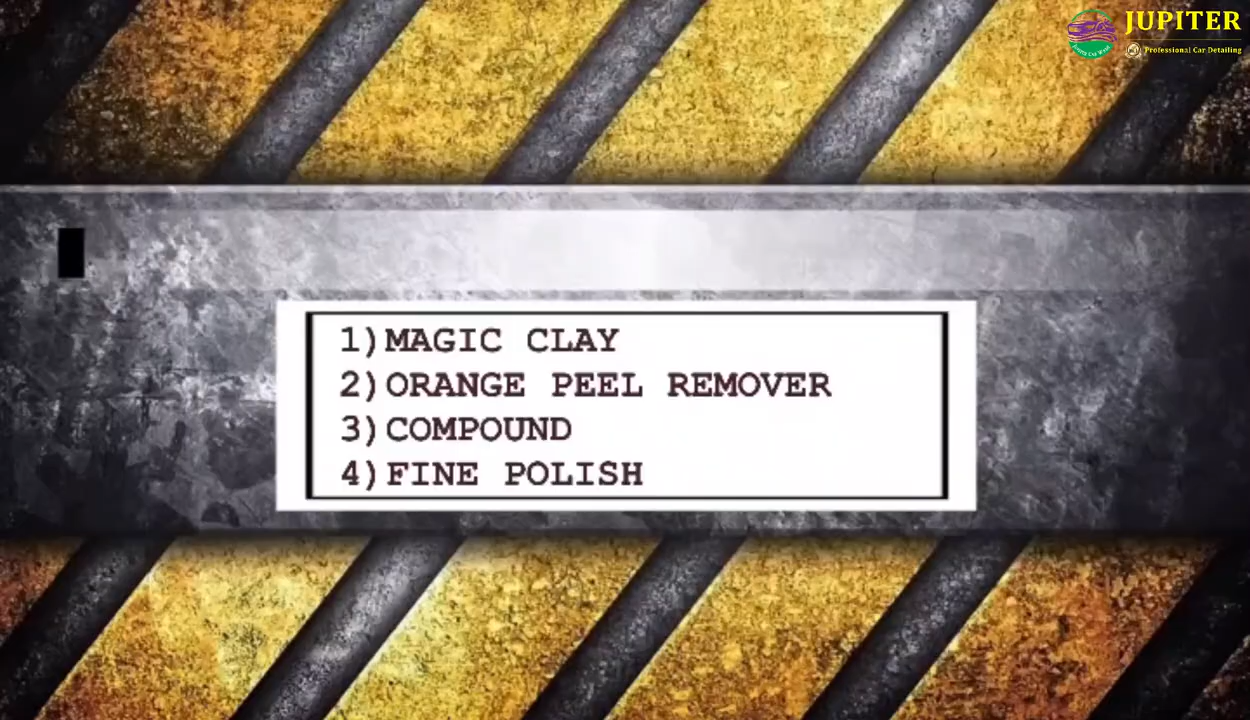 JUPITER
Professional Car Detailing
1)MAGIC CLAY
2)ORANGE PEEL REMOVER
3)COMPOUND
4)FINE POLISH